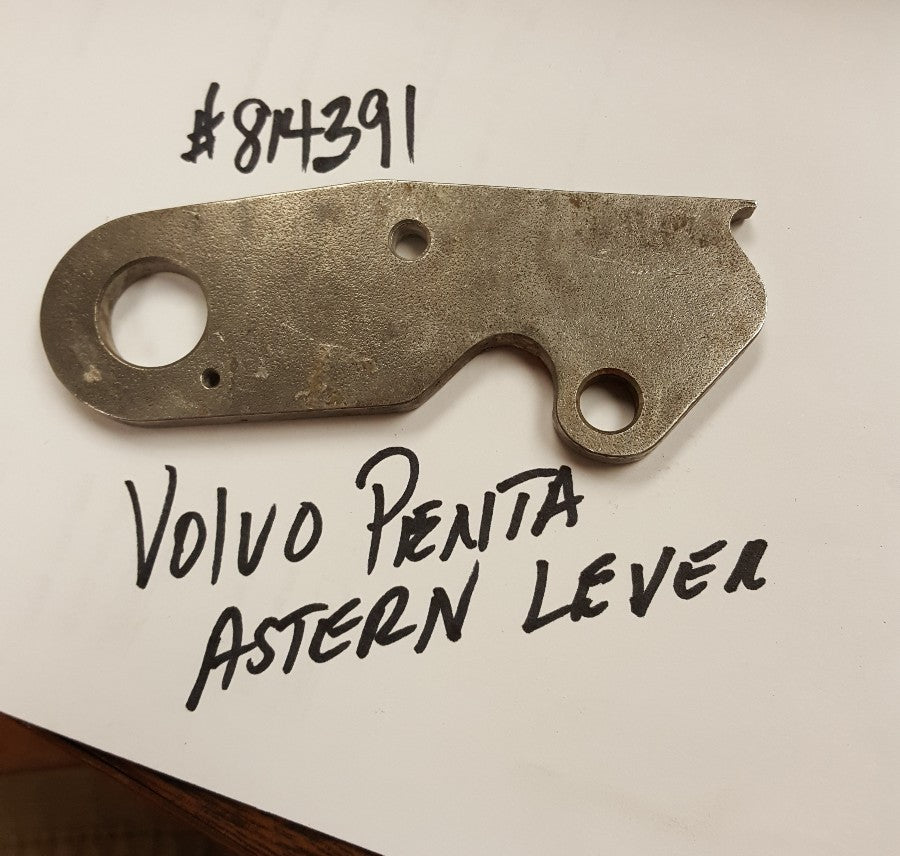 #814391
VOLVO PENTA
ASTERN LEVER